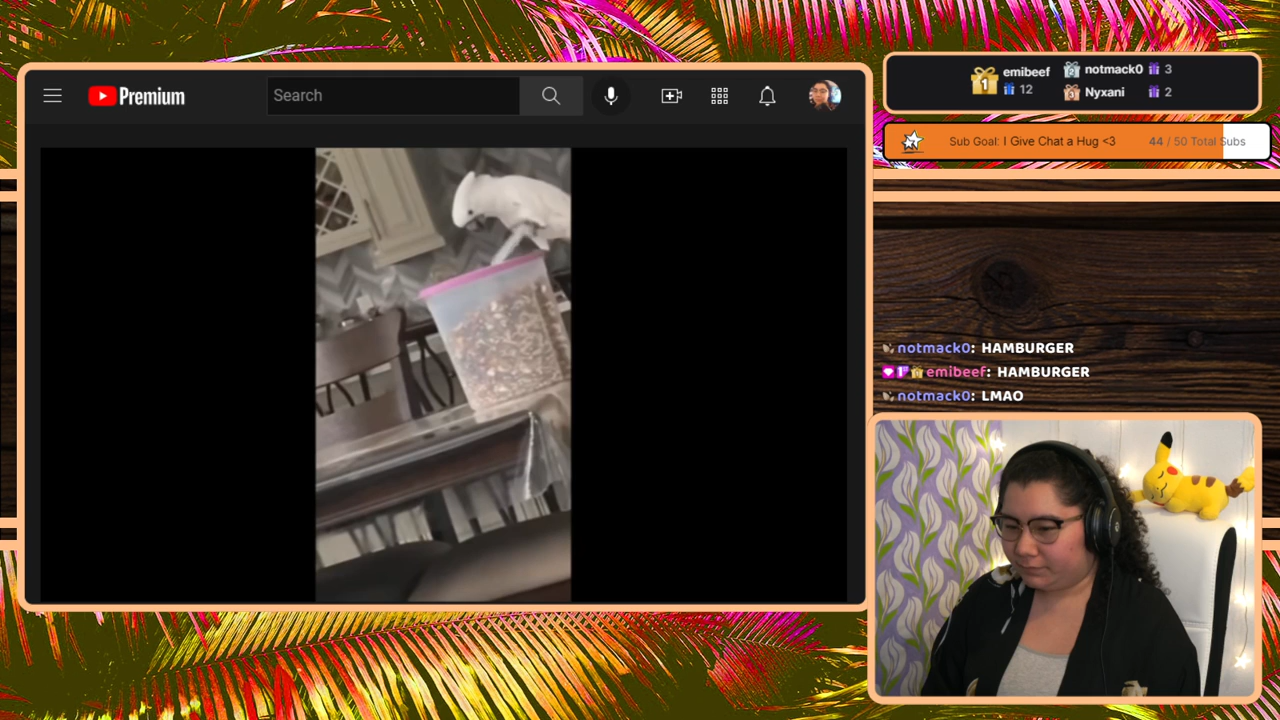 Premium
Search
1
emibeef
12
notmack0
3
Nyxani
2
Sub Goal: I Give Chat a Hug <3
44 / 50 Total Subs
notmack0: HAMBURGER
emibeef: HAMBURGER
notmack0: LMAO